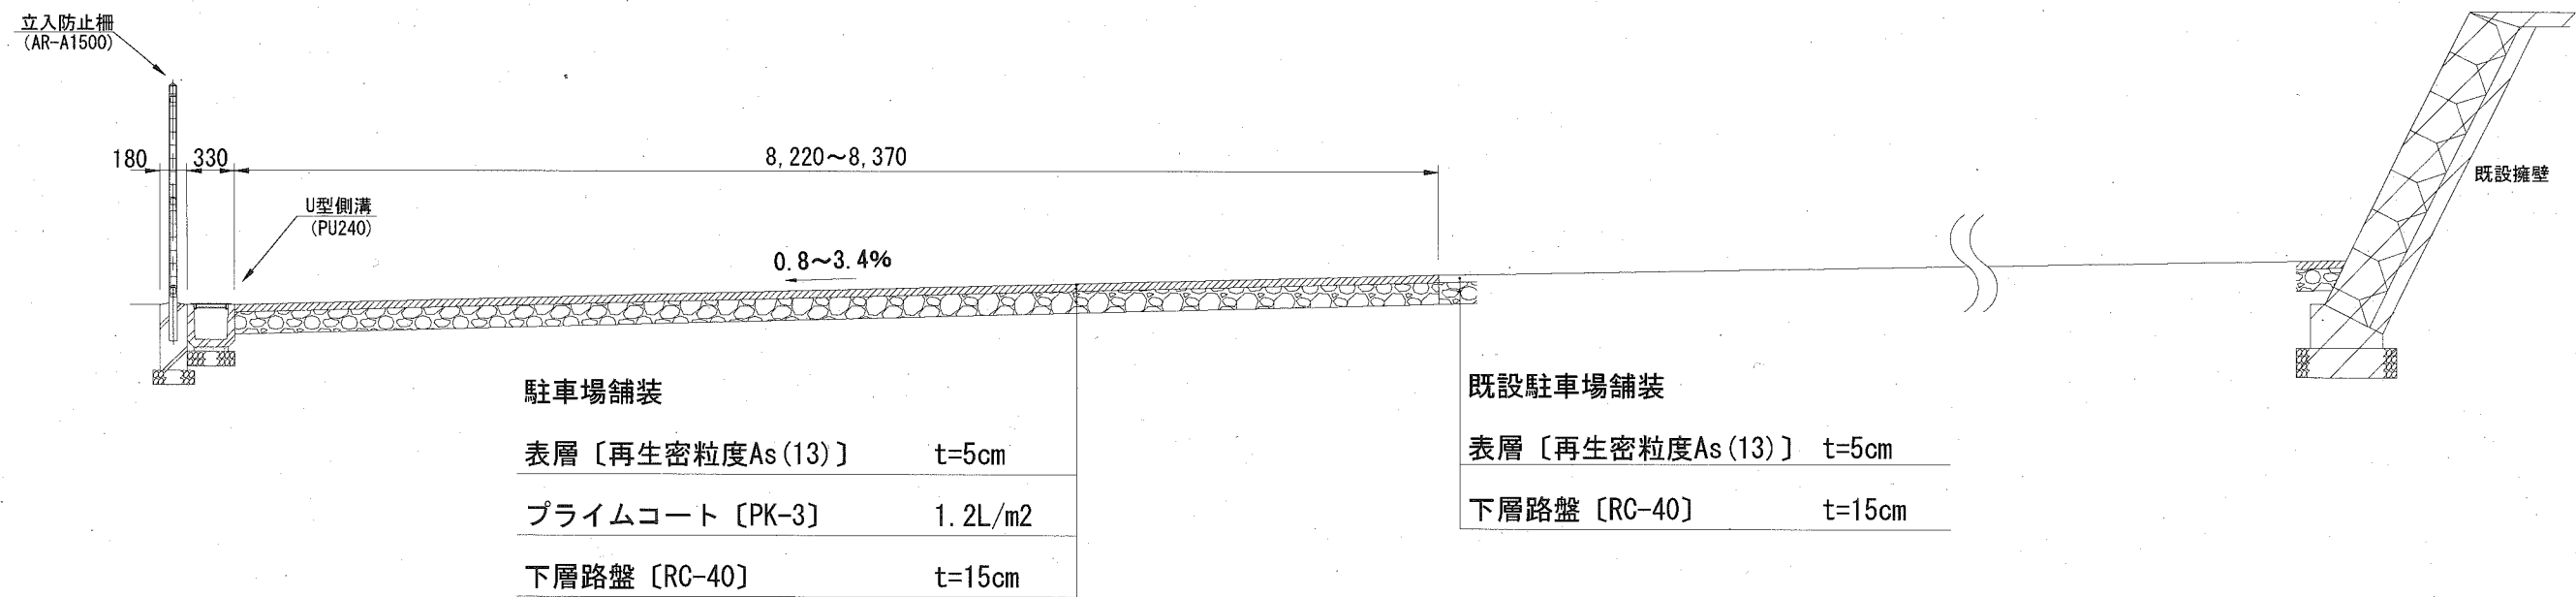 立入防止柵
(AR-A1500)
180
330
8,220～8,370
U型側溝
(PU240)
0.8～3.4%
既設擁壁
駐車場舗装
表層〔再生密粒度As(13)〕 t=5cm
プライムコート〔PK-3〕 1.2L/m2
下層路盤〔RC-40〕 t=15cm
既設駐車場舗装
表層〔再生密粒度As(13)〕 t=5cm
下層路盤〔RC-40〕 t=15cm